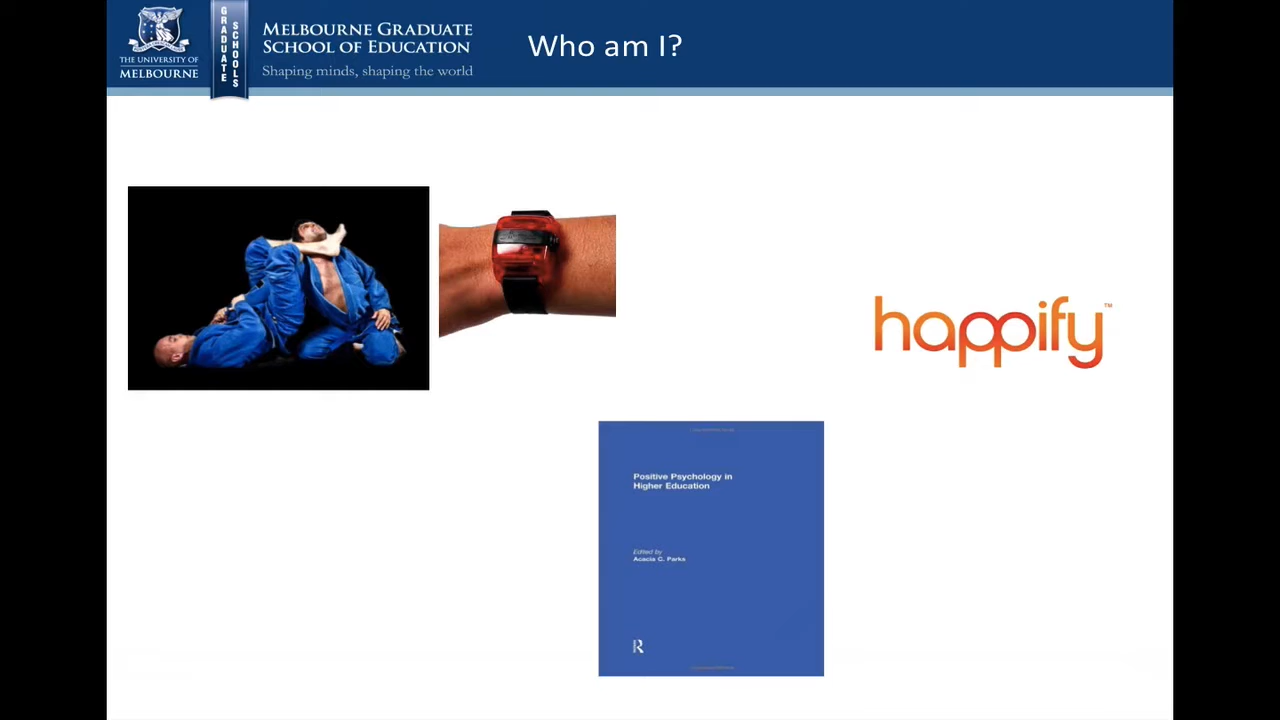 THE UNIVERSITY OF
MELBOURNE
GRADUATE
SCHOOLS
MELBOURNE GRADUATE
SCHOOL OF EDUCATION
Shaping minds, shaping the world
Who am I?
happify™
Positive Psychology in
Higher Education
Edited by
Acacia C. Parks
R